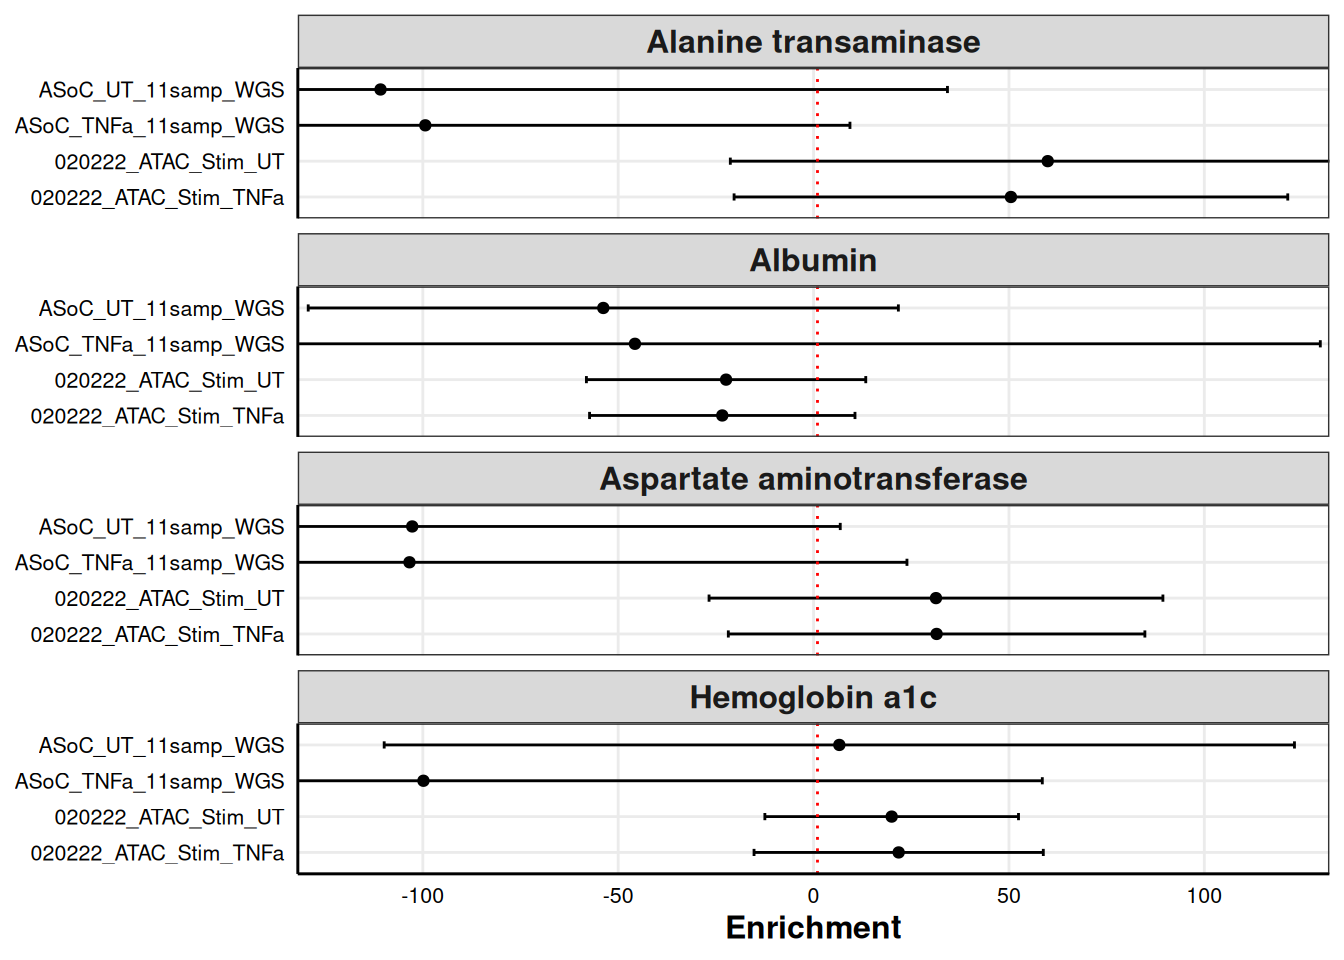 Alanine transaminase
ASoC_UT_11samp_WGS
ASoC_TNFa_11samp_WGS
020222_ATAC_Stim_UT
020222_ATAC_Stim_TNFa
Albumin
ASoC_UT_11samp_WGS
ASoC_TNFa_11samp_WGS
020222_ATAC_Stim_UT
020222_ATAC_Stim_TNFa
Aspartate aminotransferase
ASoC_UT_11samp_WGS
ASoC_TNFa_11samp_WGS
020222_ATAC_Stim_UT
020222_ATAC_Stim_TNFa
Hemoglobin a1c
ASoC_UT_11samp_WGS
ASoC_TNFa_11samp_WGS
020222_ATAC_Stim_UT
020222_ATAC_Stim_TNFa
-100 -50 0 50 100
Enrichment